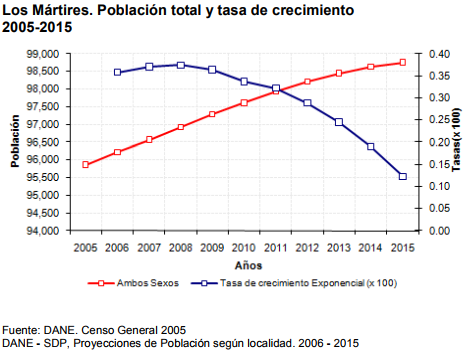 Los Mártires. Población total y tasa de crecimiento
2005-2015
99,000
98,500
98,000
97,500
97,000
96,500
96,000
95,500
95,000
94,500
94,000
Población
0.40
0.35
0.30
0.25
0.20
0.15
0.10
0.05
0.00
Tasas(x 100)
2005 2006 2007 2008 2009 2010 2011 2012 2013 2014 2015
Años
Ambos Sexos Tasa de crecimiento Exponencial (x 100)
Fuente: DANE. Censo General 2005
DANE - SDP, Proyecciones de Población según localidad. 2006 - 2015